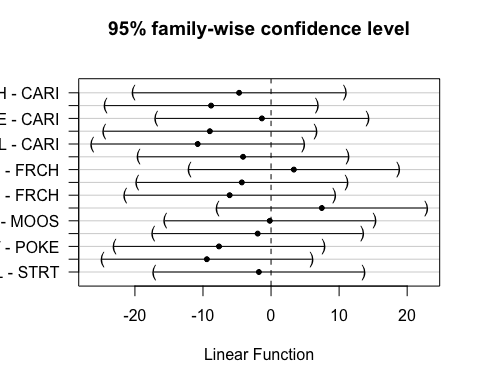 95% family-wise confidence level
H - CARI
E - CARI
L - CARI
- FRCH
- FRCH
- MOOS
- POKE
- STRT
-20 -10 0 10 20
Linear Function